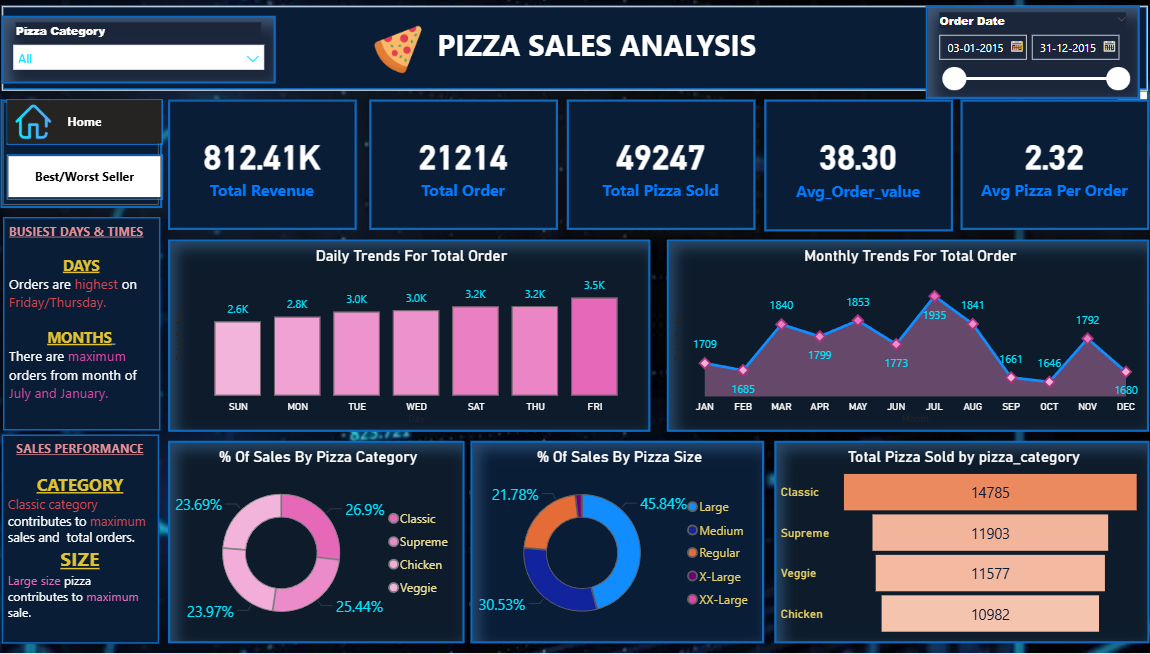 Pizza Category
All
PIZZA SALES ANALYSIS
Order Date
03-01-2015
31-12-2015
Home
Best/Worst Seller
812.41K
Total Revenue
21214
Total Order
49247
Total Pizza Sold
38.30
Avg_Order_value
2.32
Avg Pizza Per Order
BUSIEST DAYS & TIMES
DAYS
Orders are highest on
Friday/Thursday.
MONTHS
There are maximum
orders from month of
July and January.
Daily Trends For Total Order
2.6K
2.8K
3.0K
3.0K
3.2K
3.2K
3.5K
SUN
MON
TUE
WED
SAT
THU
FRI
Monthly Trends For Total Order
1709
1685
1840
1799
1853
1773
1935
1841
1661
1646
1792
1680
JAN
FEB
MAR
APR
MAY
JUN
JUL
AUG
SEP
OCT
NOV
DEC
SALES PERFORMANCE
CATEGORY
Classic category
contributes to maximum
sales and total orders.
SIZE
Large size pizza
contributes to maximum
sale.
% Of Sales By Pizza Category
23.69%
26.9%
23.97%
25.44%
Classic
Supreme
Chicken
Veggie
% Of Sales By Pizza Size
21.78%
45.84%
30.53%
Large
Medium
Regular
X-Large
XX-Large
Total Pizza Sold by pizza_category
Classic
14785
Supreme
11903
Veggie
11577
Chicken
10982